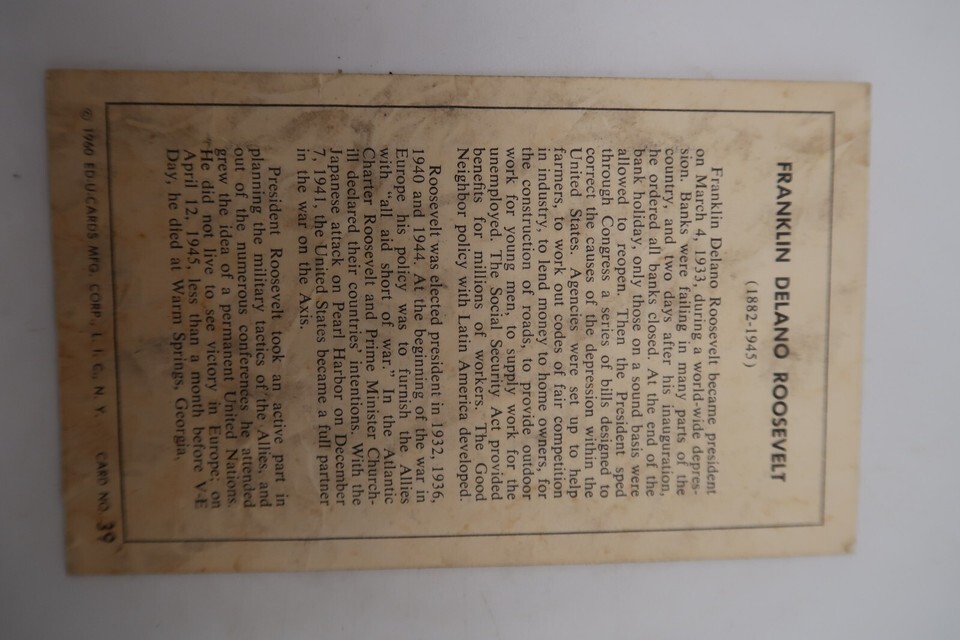 FRANKLIN DELANO ROOSEVELT
(1882-1945)
Franklin Delano Roosevelt became president
on March 4, 1933, during a world-wide depres-
sion. Banks were failing in many parts of the
country, and two days after his inauguration,
he ordered all banks closed. At the end of the
bank holiday, only those on a sound basis were
allowed to reopen. Then the President sped
through Congress a series of bills designed to
correct the causes of the depression within the
United States. Agencies were set up to help
farmers, to work out codes of fair competition
in industry, to lend money to home owners, for
the construction of roads, to provide outdoor
work for young men, to supply work for the
unemployed. The Social Security Act provided
benefits for millions of workers. The Good
Neighbor policy with Latin America developed.
Roosevelt was elected president in 1932, 1936,
1940 and 1944. At the beginning of the war in
Europe his policy was to furnish the Allies
with "all aid short of war." In the Atlantic
Charter Roosevelt and Prime Minister Church-
ill declared their countries' intentions. With the
Japanese attack on Pearl Harbor on December
7, 1941, the United States became a full partner
in the war on the Axis.
President Roosevelt took an active part in
planning the military tactics of the Allies, and
out of the numerous conferences he attended
grew the idea of a permanent United Nations.
He did not live to see victory in Europe; on
April 12, 1945, less than a month before V-E
Day, he died at Warm Springs, Georgia.
© 1960 ED-U-CARDS MFG. CORP., L. I. C., N. Y. CARD NO. 39